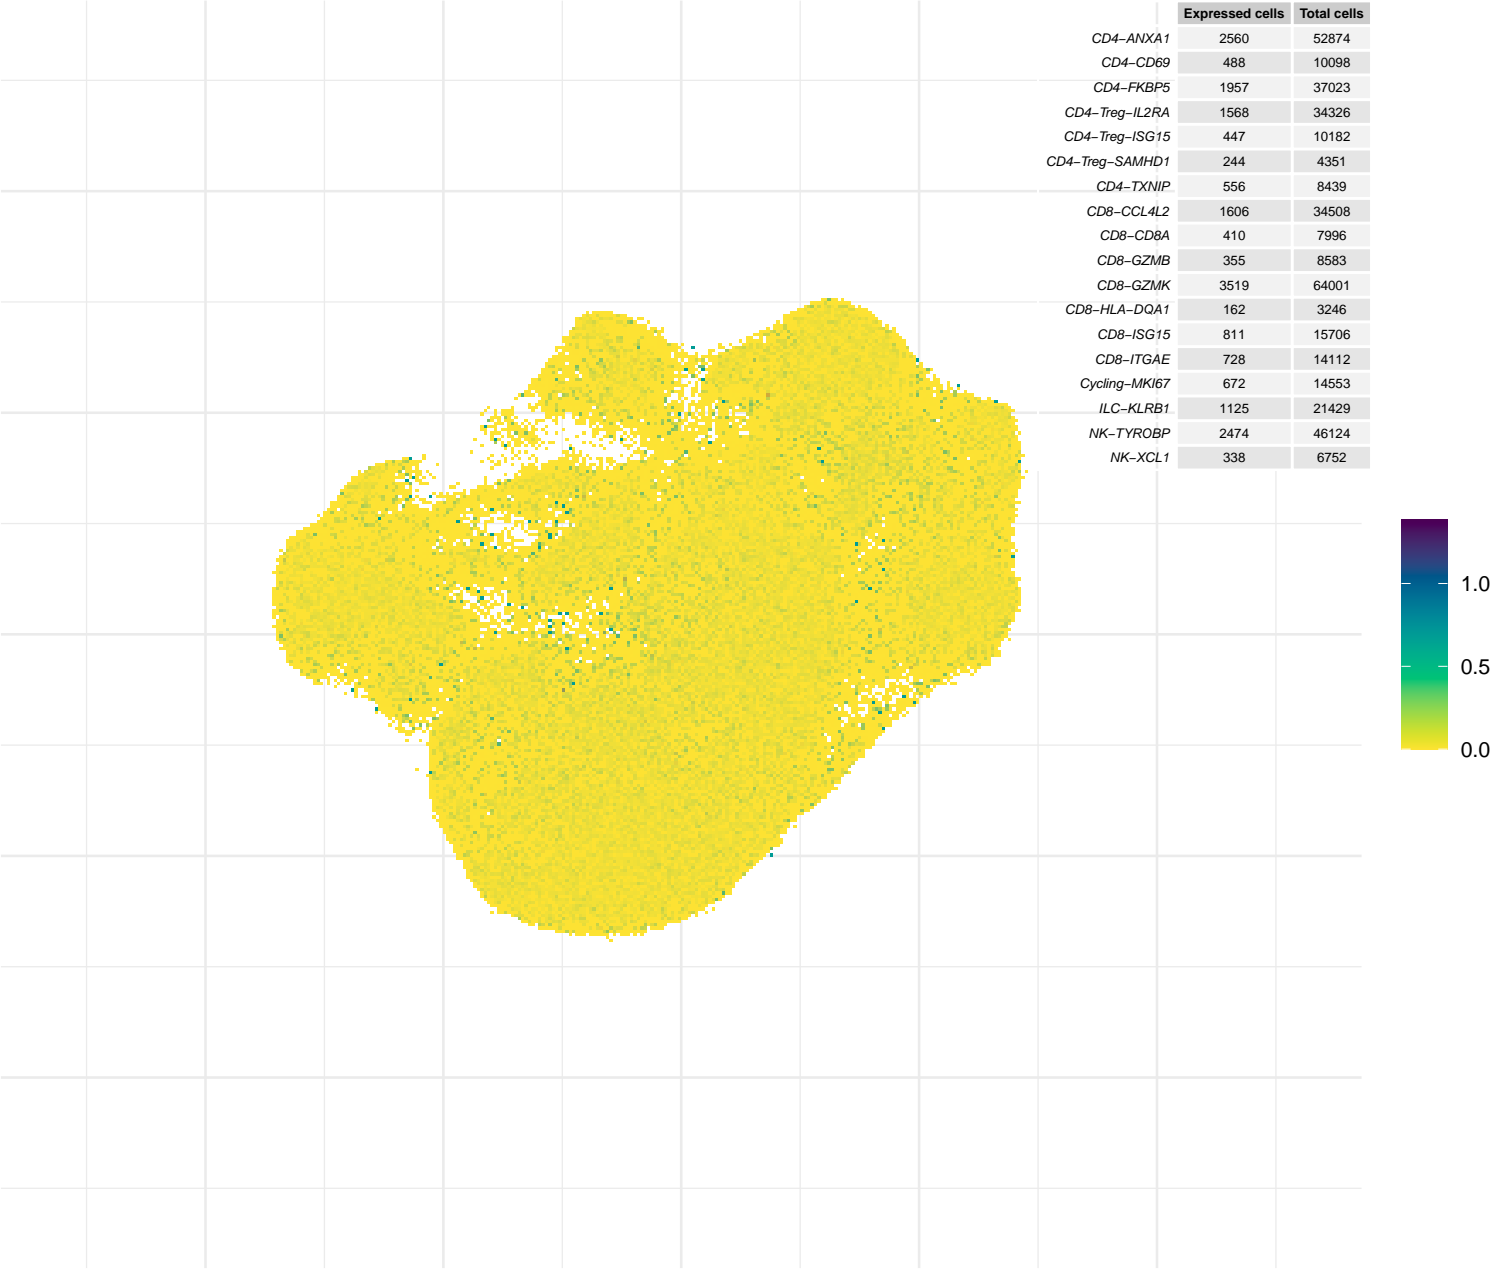 Expressed cells Total cells
CD4−ANXA1 2560 52874
CD4−CD69 488 10098
CD4−FKBP5 1957 37023
CD4−Treg−IL2RA 1568 34326
CD4−Treg−ISG15 447 10182
CD4−Treg−SAMHD1 244 4351
CD4−TXNIP 556 8439
CD8−CCL4L2 1606 34508
CD8−CD8A 410 7996
CD8−GZMB 355 8583
CD8−GZMK 3519 64001
CD8−HLA−DQA1 162 3246
CD8−ISG15 811 15706
CD8−ITGAE 728 14112
Cycling−MKI67 672 14553
ILC−KLRB1 1125 21429
NK−TYROBP 2474 46124
NK−XCL1 338 6752
1.0
0.5
0.0